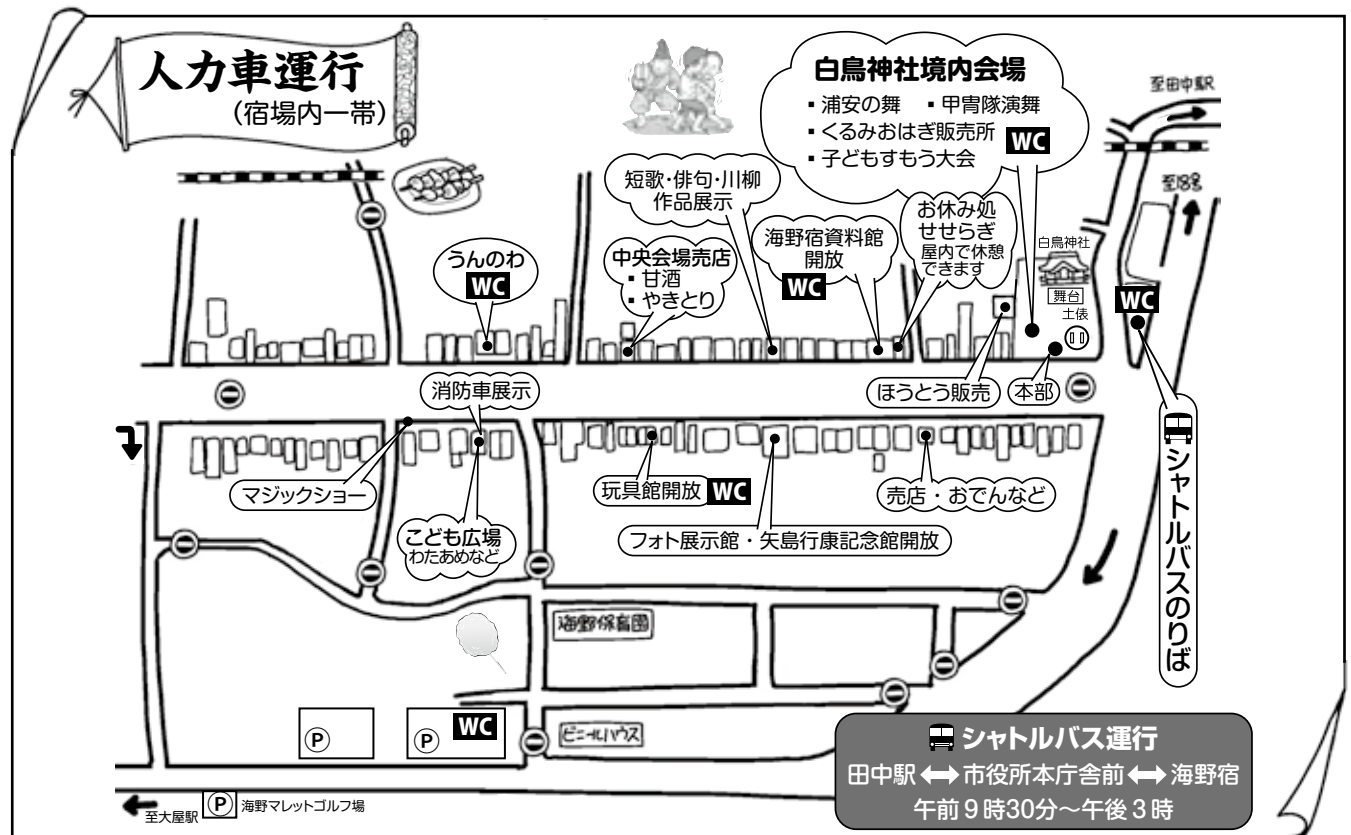 人力車運行
(宿場内一帯)
白鳥神社境内会場
▪ 浦安の舞 ▪ 甲冑隊演舞
▪ くるみおはぎ販売所
▪ 子どもすもう大会
WC
至田中駅
至18号
短歌・俳句・川柳
作品展示
海野宿資料館
開放
WC
お休み処
せせらぎ
屋内で休憩
できます
うんのわ
WC
中央会場売店
▪ 甘酒
▪ やきとり
白鳥神社
舞台
土俵
WC
消防車展示
ほうとう販売
本部
マジックショー
こども広場
わたあめなど
玩具館開放
WC
売店・おでんなど
フォト展示館・矢島行康記念館開放
シャトルバスのりば
海野保育園
ビニールハウス
P
P
WC
シャトルバス運行
田中駅⟷市役所本庁舎前⟷海野宿
午前9時30分～午後3時
至大屋駅
P
海野マレットゴルフ場